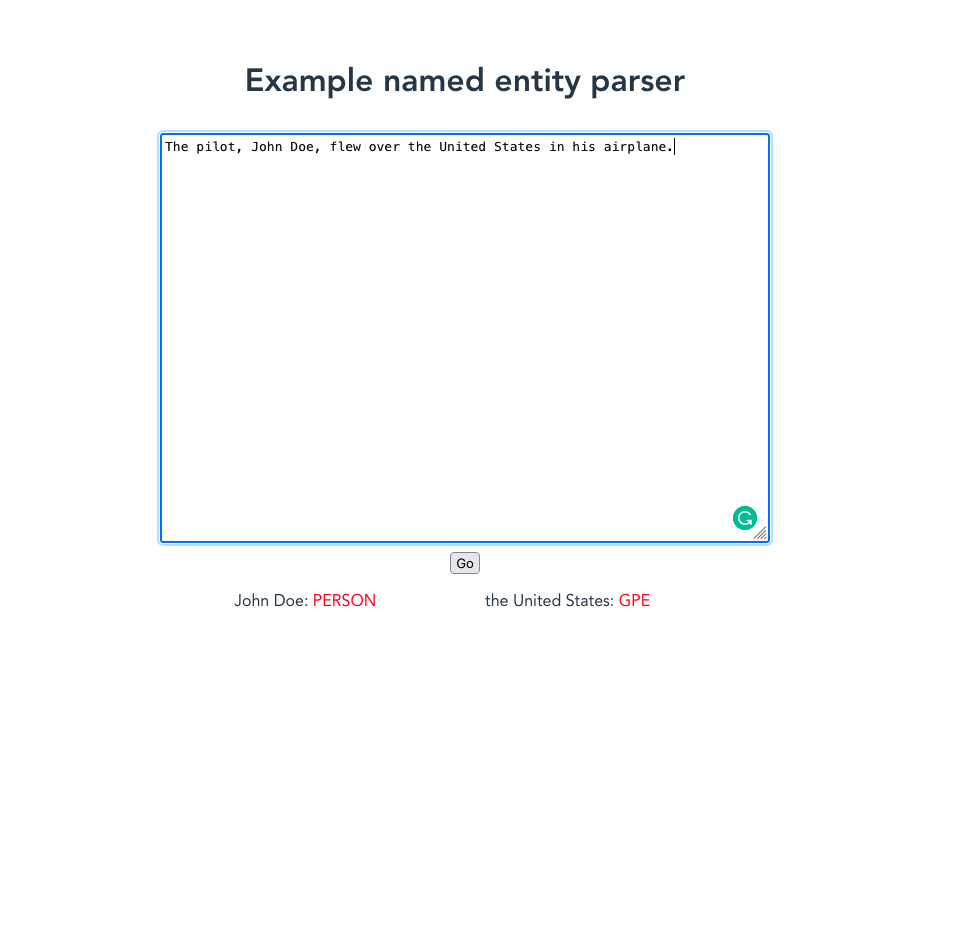 Example named entity parser
The pilot, John Doe, flew over the United States in his airplane.
Go
John Doe: PERSON the United States: GPE